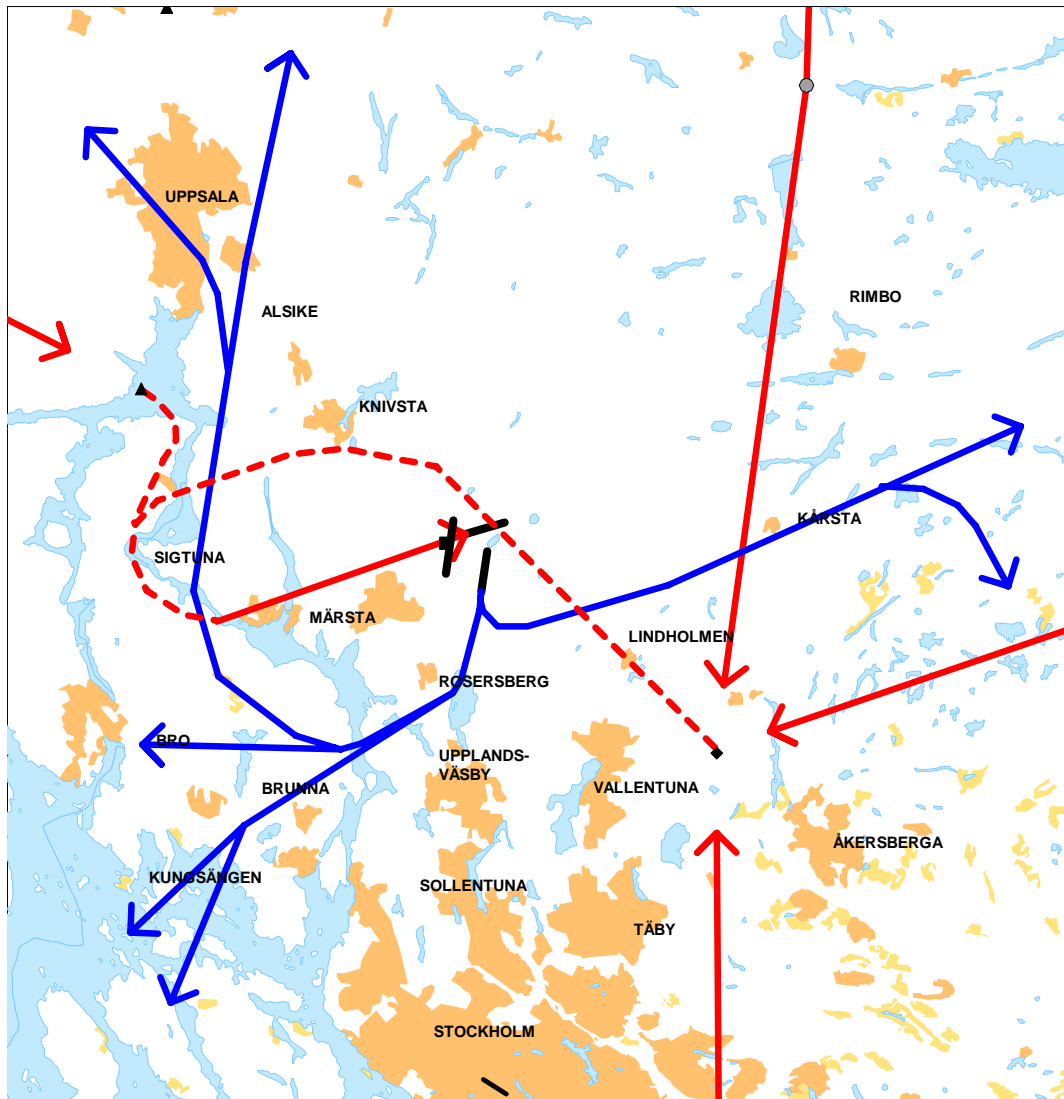 UPPSALA
RIMBO
ALSIKE
KNIVSTA
KÅRSTA
SIGTUNA
MÄRSTA
LINDHOLMEN
ROSERSBERG
BRO
UPPLANDS-
VÄSBY
BRUNNA
VALLENTUNA
ÅKERSBERGA
KUNGSÄNGEN
SOLLENTUNA
TÄBY
STOCKHOLM